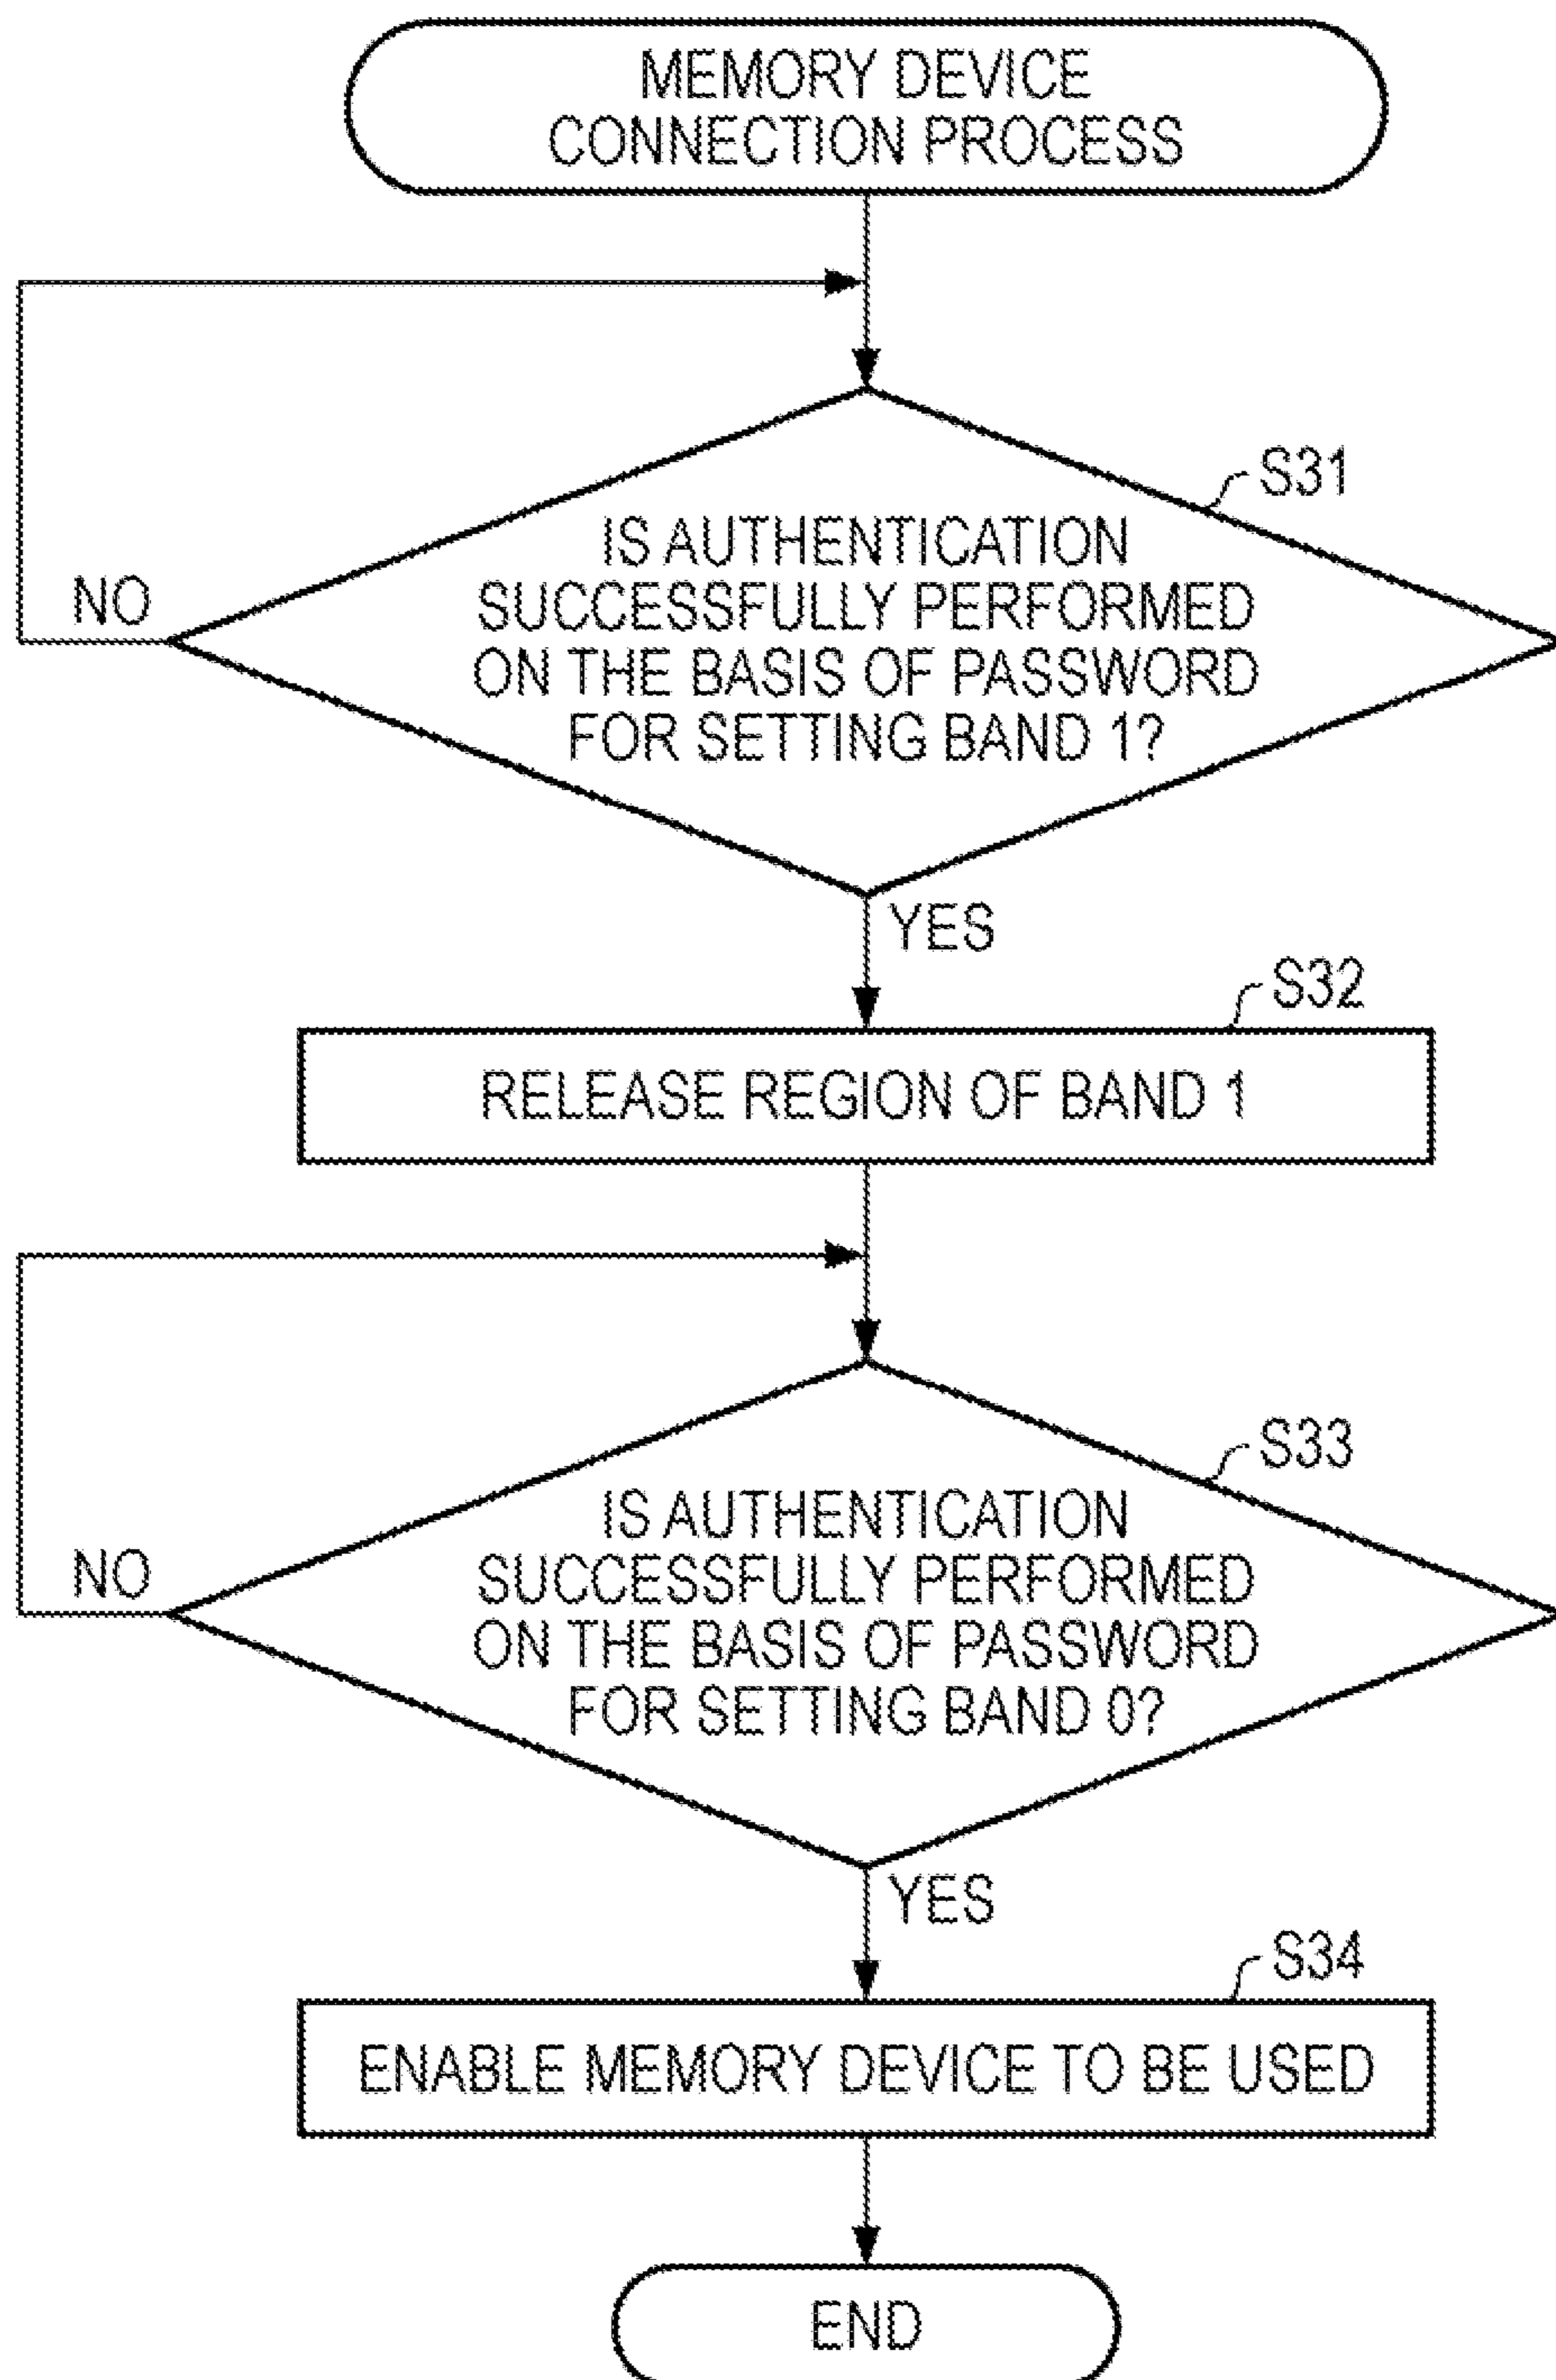 MEMORY DEVICE
CONNECTION PROCESS
S31
IS AUTHENTICATION
SUCCESSFULLY PERFORMED
ON THE BASIS OF PASSWORD
FOR SETTING BAND 1?
NO
YES
S32
RELEASE REGION OF BAND 1
S33
IS AUTHENTICATION
SUCCESSFULLY PERFORMED
ON THE BASIS OF PASSWORD
FOR SETTING BAND 0?
NO
YES
S34
ENABLE MEMORY DEVICE TO BE USED
END